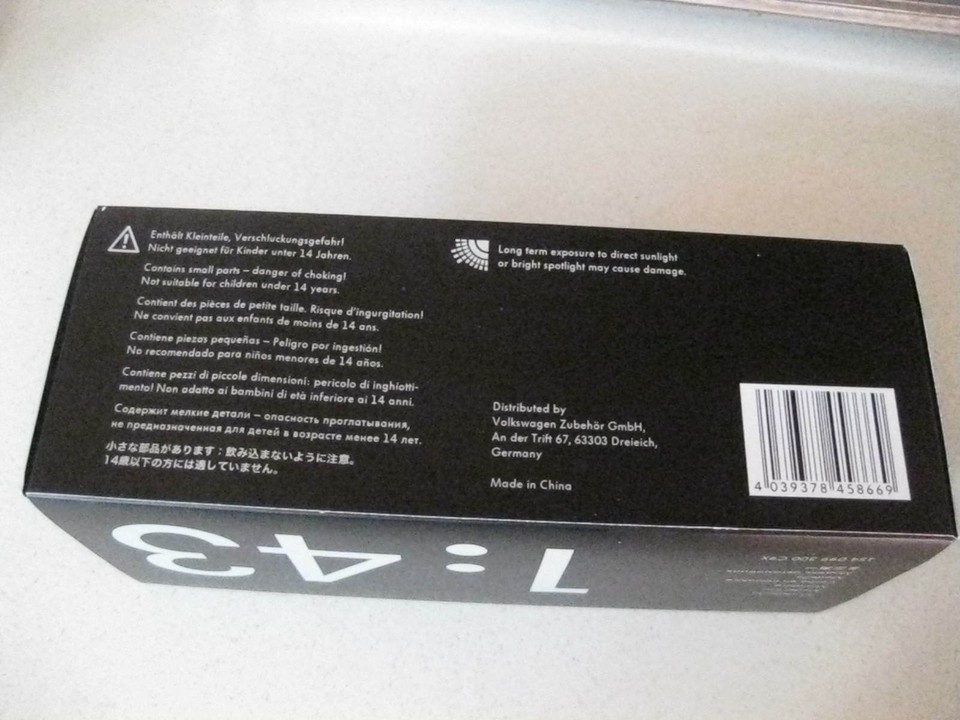 Enthält Kleinteile, Verschluckungsgefahr!
Nicht geeignet für Kinder unter 14 Jahren.
Contains small parts – danger of choking!
Not suitable for children under 14 years.
Contient des pièces de petite taille. Risque d'ingurgitation!
Ne convient pas aux enfants de moins de 14 ans.
Contiene piezas pequeñas – Peligro por ingestión!
No recomendado para niños menores de 14 años.
Contiene pezzi di piccole dimensioni: pericolo di inghiotti-
mento! Non adatto ai bambini di età inferiore ai 14 anni.
Содержит мелкие детали – опасность проглатывания,
не предназначенная для детей в возрасте менее 14 лет.
小さな部品があります：飲み込まないように注意。
14歳以下の方には適していません。
Long term exposure to direct sunlight
or bright spotlight may cause damage.
Distributed by
Volkswagen Zubehör GmbH,
An der Trift 67, 63303 Dreieich,
Germany
Made in China
4 039378 458669
1:43